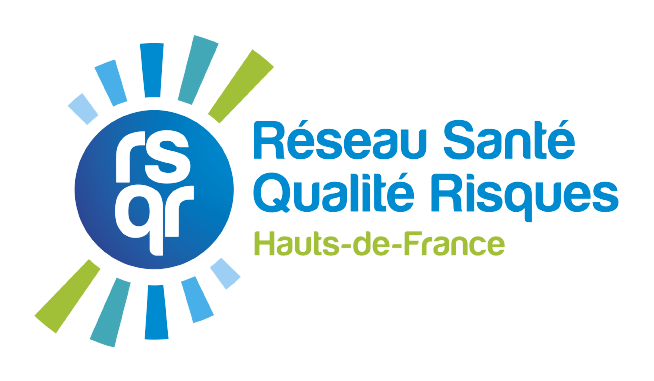 rs
qr
Réseau Santé
Qualité Risques
Hauts-de-France